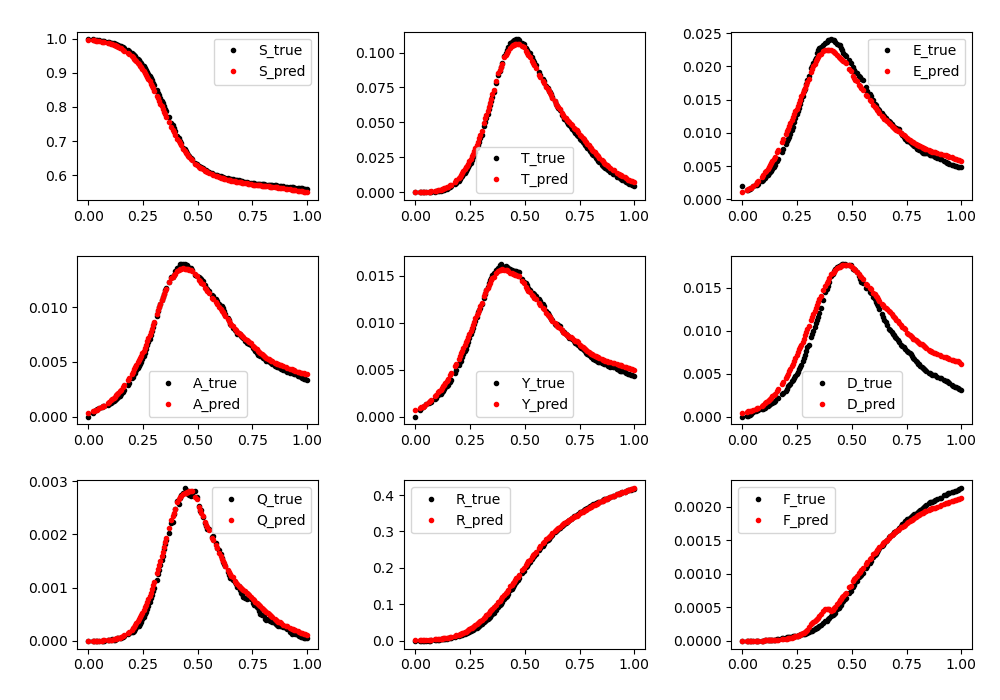 1.0
0.9
0.8
0.7
0.6
0.00 0.25 0.50 0.75 1.00
S_true
S_pred
0.100
0.075
0.050
0.025
0.000
0.00 0.25 0.50 0.75 1.00
T_true
T_pred
0.025
0.020
0.015
0.010
0.005
0.000
0.00 0.25 0.50 0.75 1.00
E_true
E_pred
0.010
0.005
0.000
0.00 0.25 0.50 0.75 1.00
A_true
A_pred
0.015
0.010
0.005
0.000
0.00 0.25 0.50 0.75 1.00
Y_true
Y_pred
0.015
0.010
0.005
0.000
0.00 0.25 0.50 0.75 1.00
D_true
D_pred
0.003
0.002
0.001
0.000
0.00 0.25 0.50 0.75 1.00
Q_true
Q_pred
0.4
0.3
0.2
0.1
0.0
0.00 0.25 0.50 0.75 1.00
R_true
R_pred
0.0020
0.0015
0.0010
0.0005
0.0000
0.00 0.25 0.50 0.75 1.00
F_true
F_pred